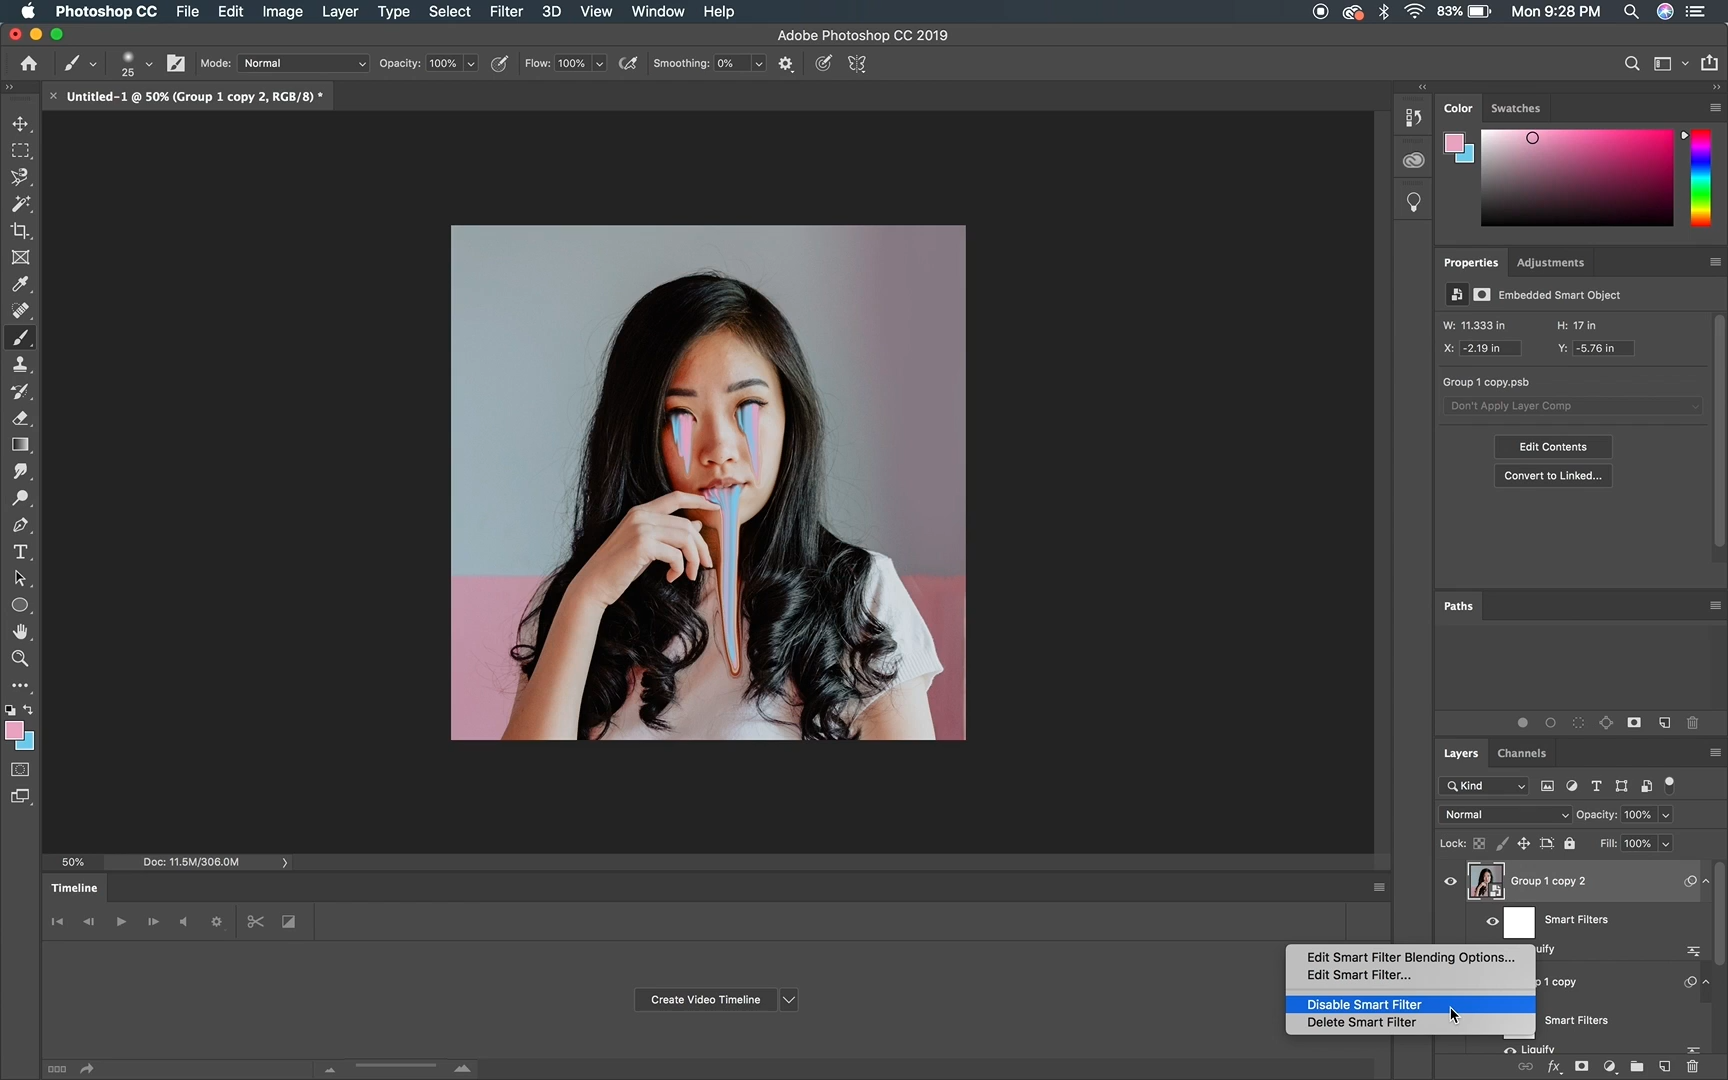 Photoshop CC File Edit Image Layer Type Select Filter 3D View Window Help 83% Mon 9:28 PM
Adobe Photoshop CC 2019
25 Mode: Normal Opacity: 100% Flow: 100% Smoothing: 0%
Untitled-1 @ 50% (Group 1 copy 2, RGB/8) *
Color Swatches
Properties Adjustments
Embedded Smart Object
W: 11.333 in H: 17 in
X: -2.19 in Y: -5.76 in
Group 1 copy.psb
Don't Apply Layer Comp
Edit Contents
Convert to Linked...
Paths
Layers Channels
Kind
Normal Opacity: 100%
Lock: Fill: 100%
Group 1 copy 2
Smart Filters
uify
p 1 copy
Smart Filters
Liquify
fx
50% Doc: 11.5M/306.0M
Timeline
Create Video Timeline
Edit Smart Filter Blending Options...
Edit Smart Filter...
Disable Smart Filter
Delete Smart Filter